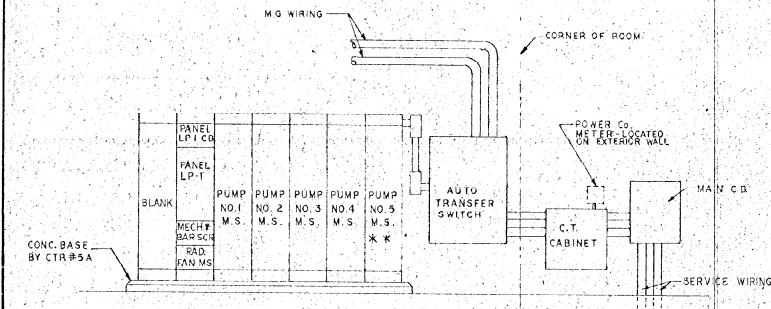 M.G WIRING
CORNER OF ROOM
POWER Co.
METER-LOCATED
ON EXTERIOR WALL
MAIN C.B.
PANEL
LP-1 CB
PANEL
LP-1
BLANK
MECH.#
BAR SCR
RAD.
FAN MS
PUMP
NO.1
M.S.
PUMP
NO. 2
M.S.
PUMP
NO. 3
M.S.
PUMP
NO.4
M.S.
PUMP
NO.5
M.S.
**
AUTO
TRANSFER
SWITCH
C.T.
CABINET
CONC. BASE
BY CTR#5A
SERVICE WIRING